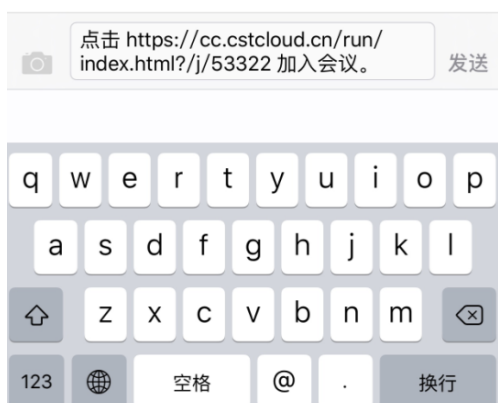 点击 https://cc.cstcloud.cn/run/
index.html?/j/53322 加入会议。
发送
q w e r t y u i o p
a s d f g h j k l
z x c v b n m
123 空格 @ . 换行